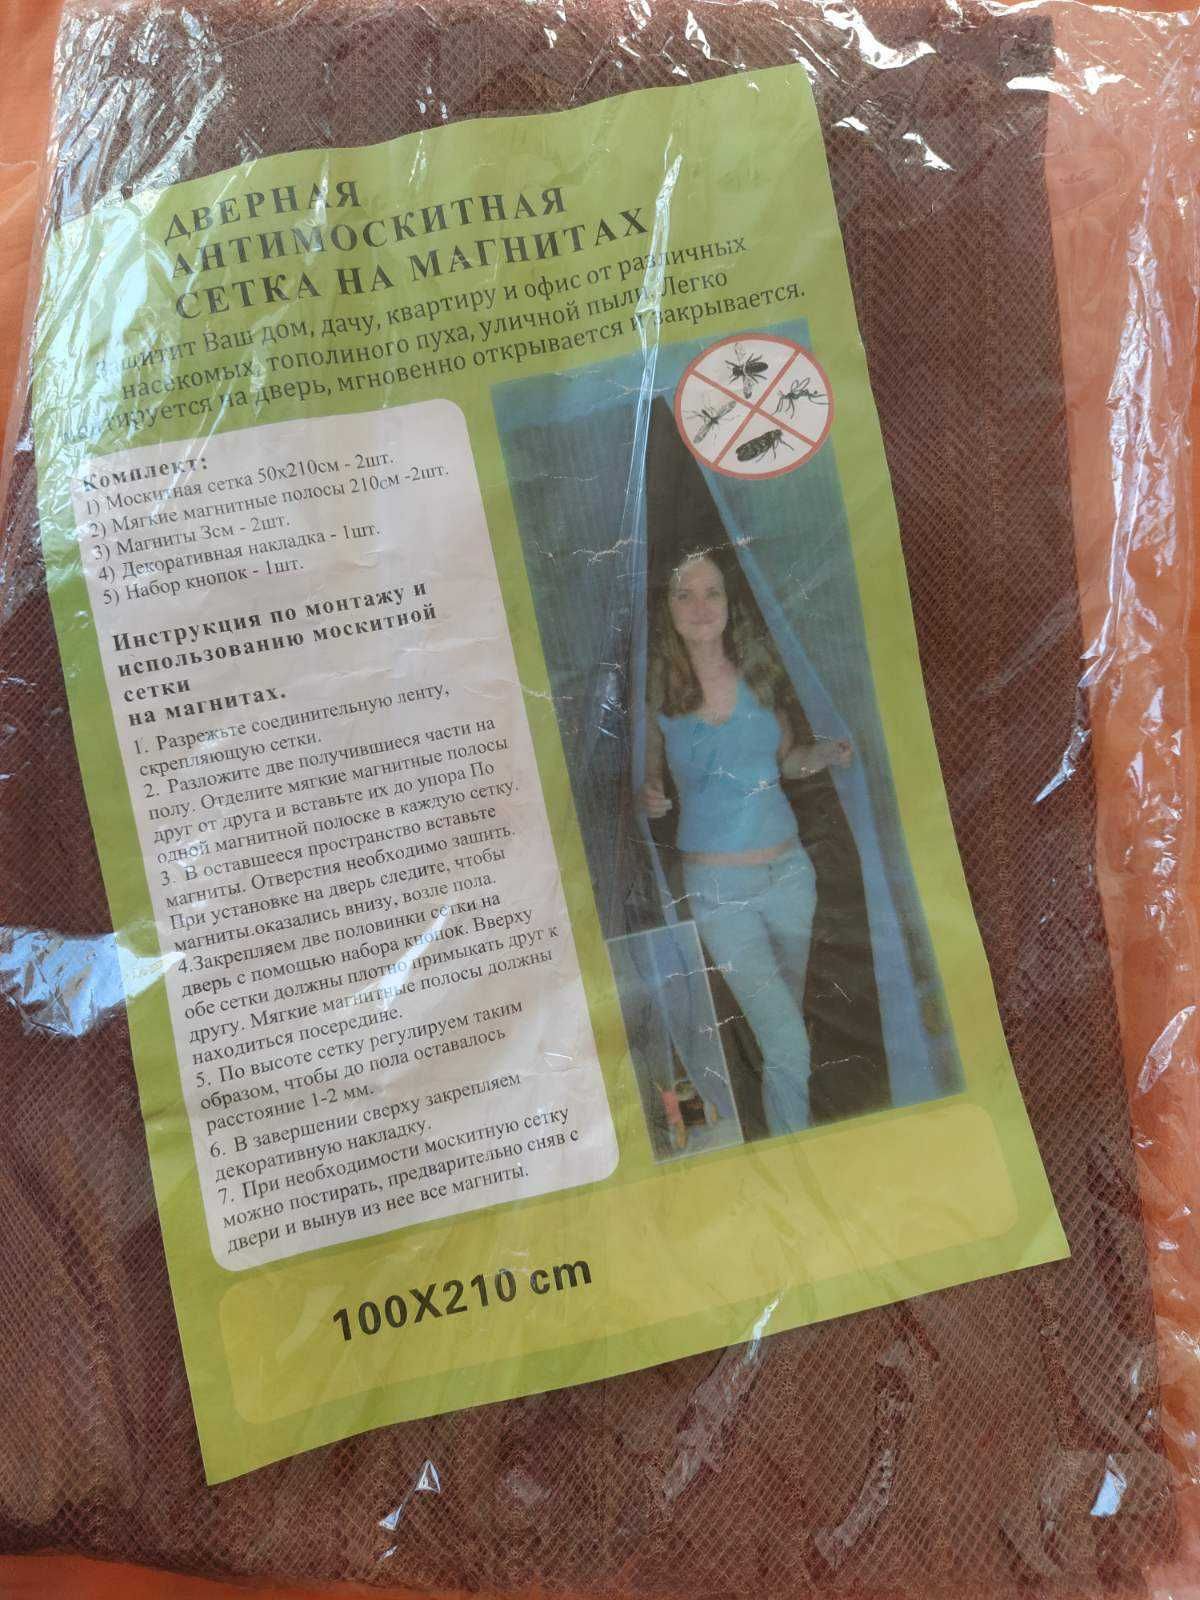 ДВЕРНАЯ
АНТИМОСКИТНАЯ
СЕТКА НА МАГНИТАХ
Защитит Ваш дом, дачу, квартиру и офис от различных
насекомых, тополиного пуха, уличной пыли. Легко
монтируется на дверь, мгновенно открывается и закрывается.
Комплект:
1) Москитная сетка 50х210см - 2шт.
2) Мягкие магнитные полосы 210см -2шт.
3) Магниты 3см - 2шт.
4) Декоративная накладка - 1шт.
5) Набор кнопок - 1шт.
Инструкция по монтажу и
использованию москитной
сетки
на магнитах.
1. Разрежьте соединительную ленту,
скрепляющую сетки.
2. Разложите две получившиеся части на
полу. Отделите мягкие магнитные полосы
друг от друга и вставьте их до упора По
одной магнитной полоске в каждую сетку.
3 В оставшееся пространство вставьте
магниты. Отверстия необходимо зашить.
При установке на дверь следите, чтобы
магниты.оказались внизу, возле пола.
4.Закрепляем две половинки сетки на
дверь с помощью набора кнопок. Вверху
обе сетки должны плотно примыкать друг к
другу. Мягкие магнитные полосы должны
находиться посередине.
5. По высоте сетку регулируем таким
образом, чтобы до пола оставалось
расстояние 1-2 мм.
6. В завершении сверху закрепляем
декоративную накладку.
7. При необходимости москитную сетку
можно постирать, предварительно сняв с
двери и вынув из нее все магниты.
100X210 cm